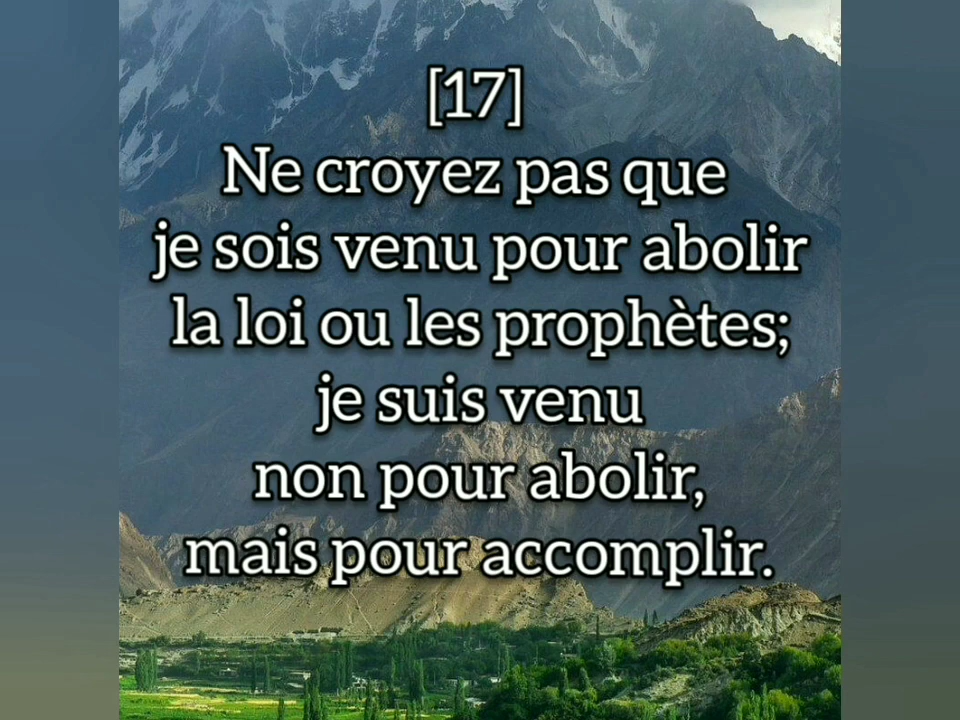 [17]
Ne croyez pas que
je sois venu pour abolir
la loi ou les prophètes;
je suis venu
non pour abolir,
mais pour accomplir.